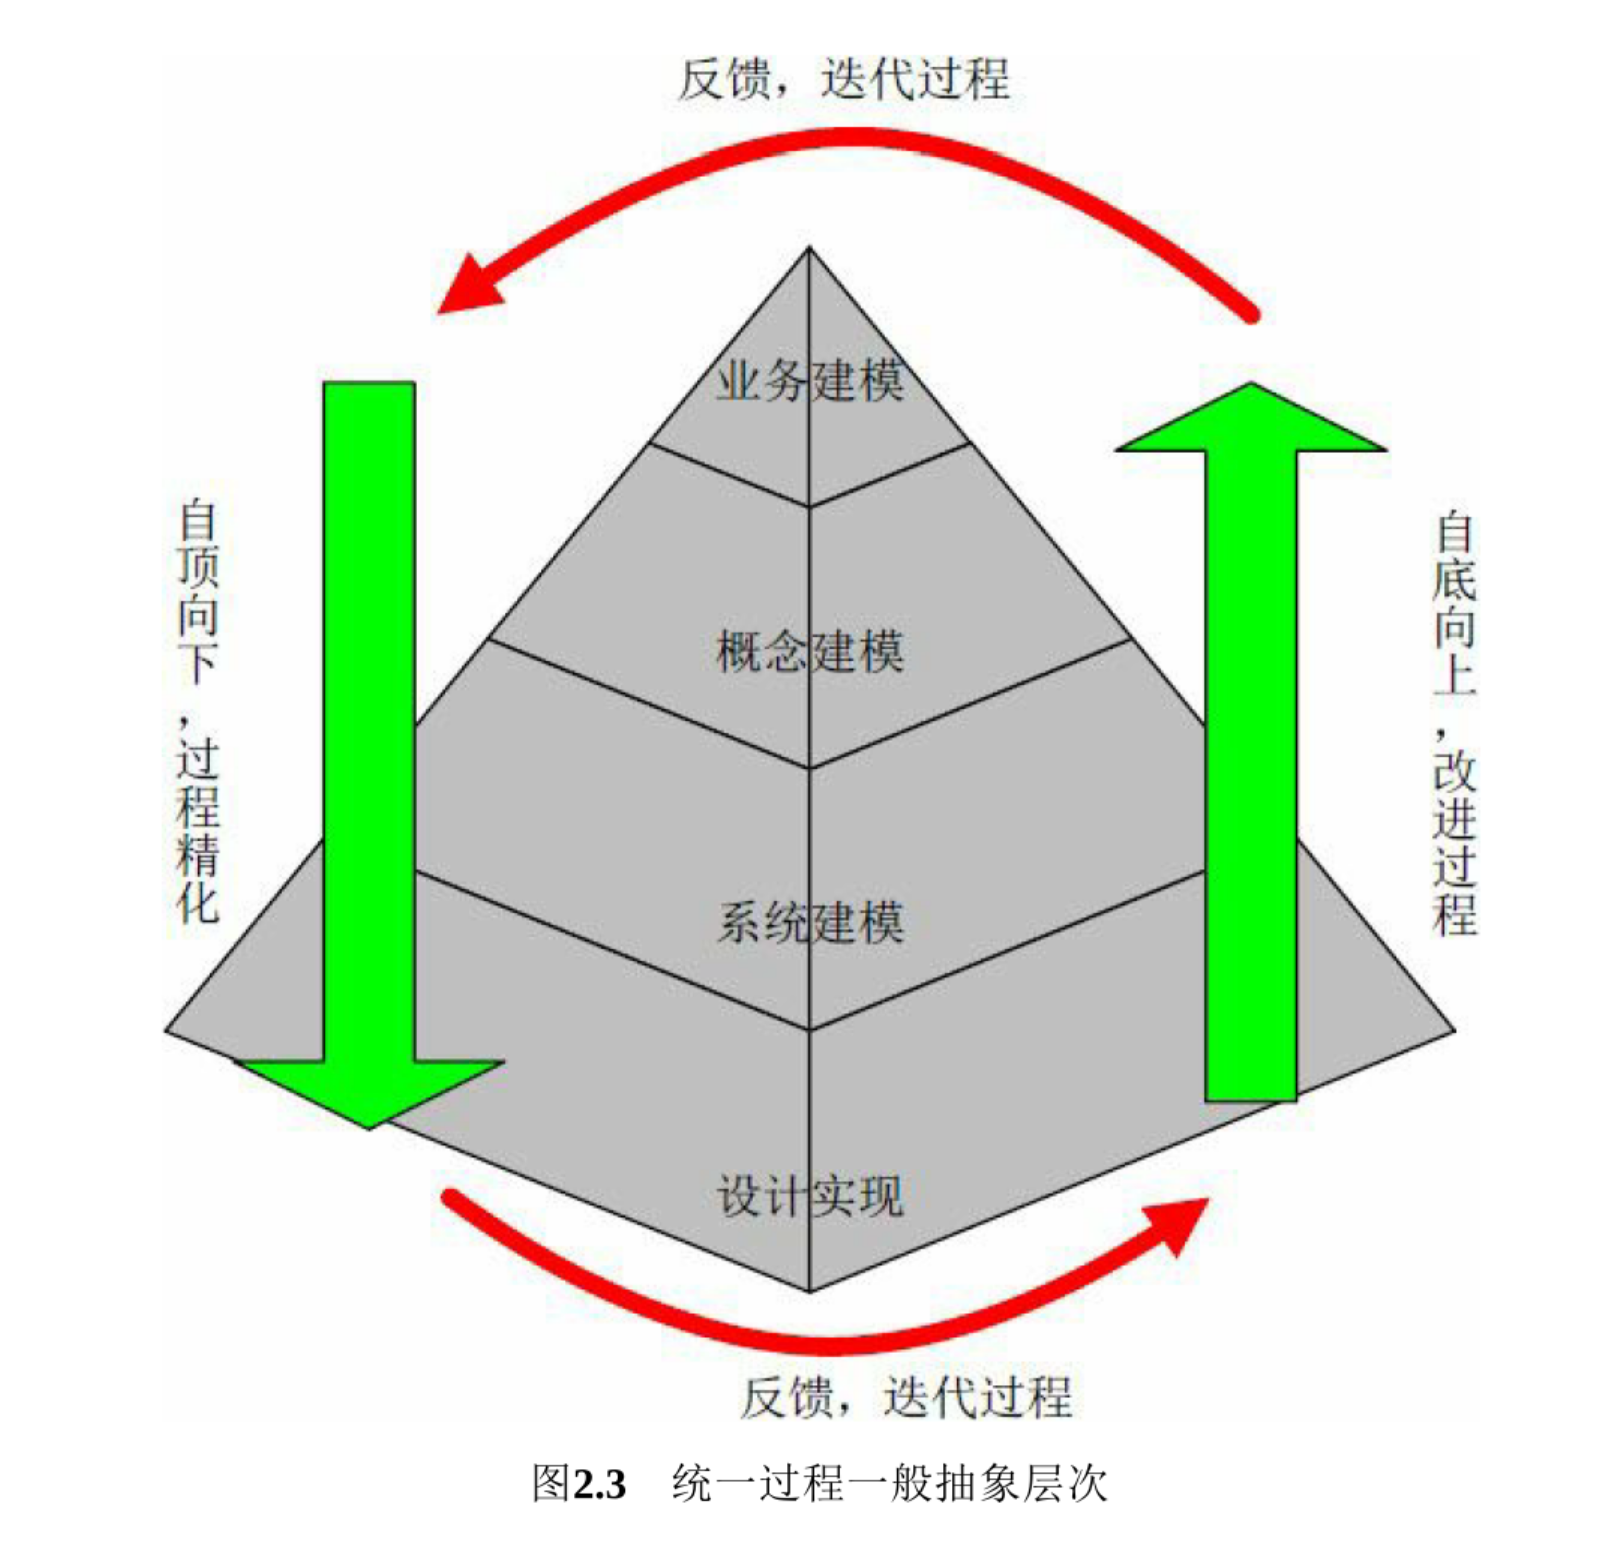 反馈，迭代过程
业务建模
自顶向下，过程精化
自底向上，改进过程
概念建模
系统建模
设计实现
反馈，迭代过程
图2.3 统一过程一般抽象层次